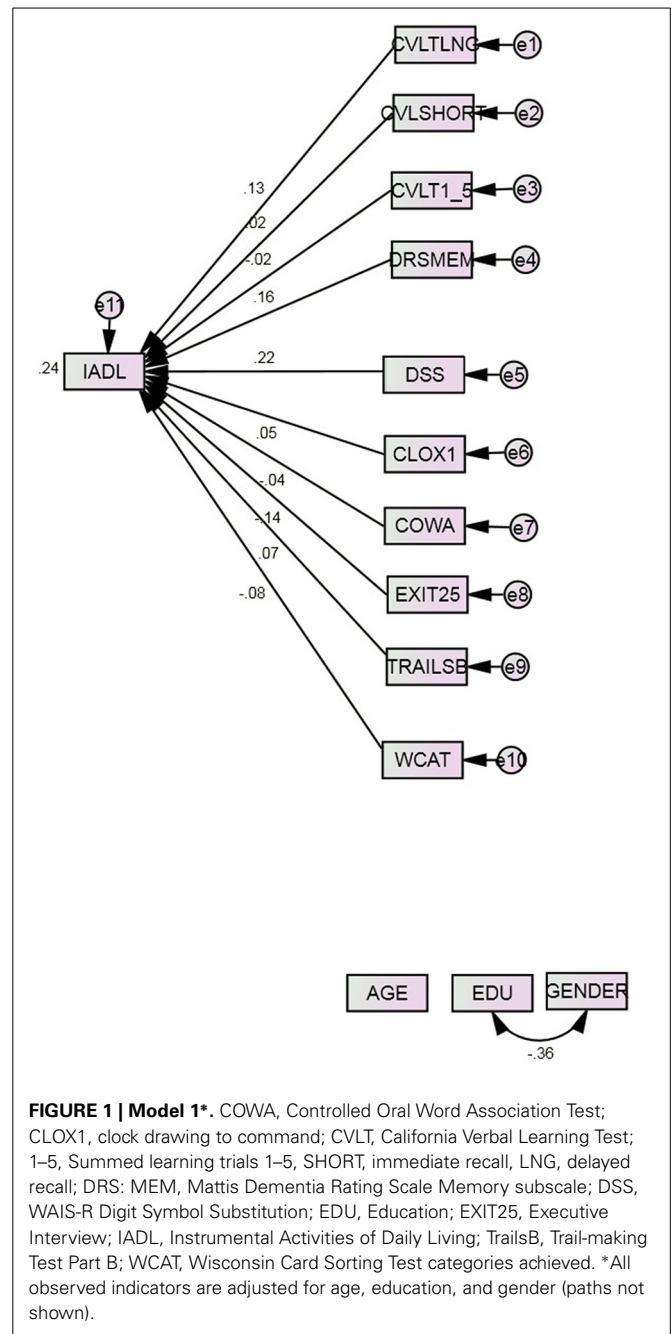 CVLTLNG e1
CVLSHORT e2
CVLT1_5 e3
DRSMEM e4
.13
.02
-.02
.16
e11
.24 IADL
.22
DSS e5
.05
CLOX1 e6
-.04
COWA e7
-.14
.07
EXIT25 e8
-.08
TRAILSB e9
WCAT e10
AGE EDU GENDER
-.36
FIGURE 1 | Model 1*. COWA, Controlled Oral Word Association Test;
CLOX1, clock drawing to command; CVLT, California Verbal Learning Test;
1–5, Summed learning trials 1–5, SHORT, immediate recall, LNG, delayed
recall; DRS: MEM, Mattis Dementia Rating Scale Memory subscale; DSS,
WAIS-R Digit Symbol Substitution; EDU, Education; EXIT25, Executive
Interview; IADL, Instrumental Activities of Daily Living; TrailsB, Trail-making
Test Part B; WCAT, Wisconsin Card Sorting Test categories achieved. *All
observed indicators are adjusted for age, education, and gender (paths not
shown).